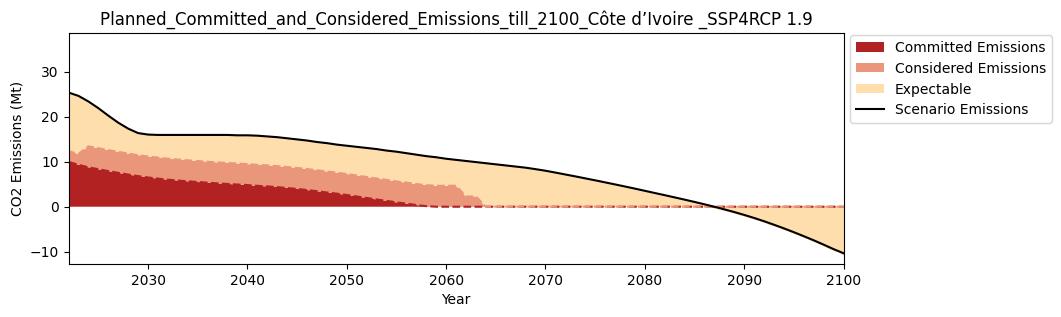 Planned_Committed_and_Considered_Emissions_till_2100_Côte d’Ivoire _SSP4RCP 1.9
CO2 Emissions (Mt)
30
20
10
0
−10
2030 2040 2050 2060 2070 2080 2090 2100
Year
Committed Emissions
Considered Emissions
Expectable
Scenario Emissions